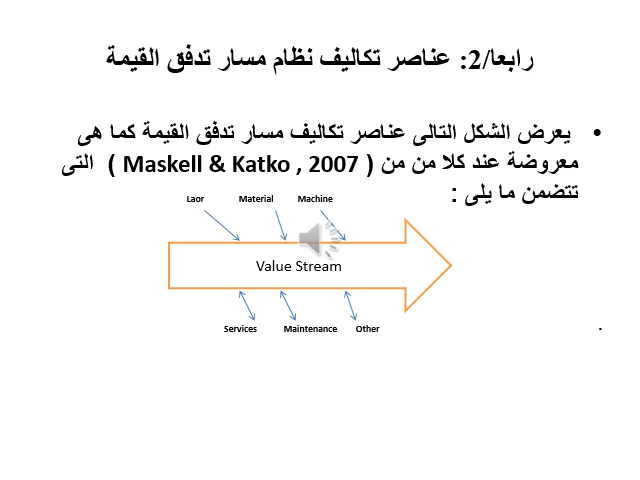 رابعا/2: عناصر تكاليف نظام مسار تدفق القيمة
• يعرض الشكل التالى عناصر تكاليف مسار تدفق القيمة كما هى
معروضة عند كلا من من ( Maskell & Katko , 2007 ) التى
تتضمن ما يلى :
Laor Material Machine
Value Stream
Services Maintenance Other
.